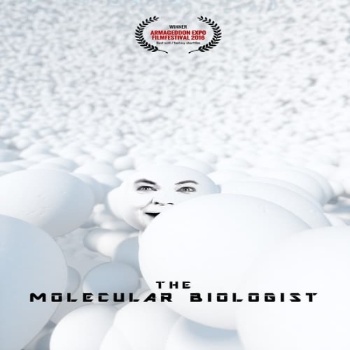 WINNER
ARMAGEDDON EXPO
FILMFESTIVAL 2016
THE
MOLECULAR BIOLOGIST